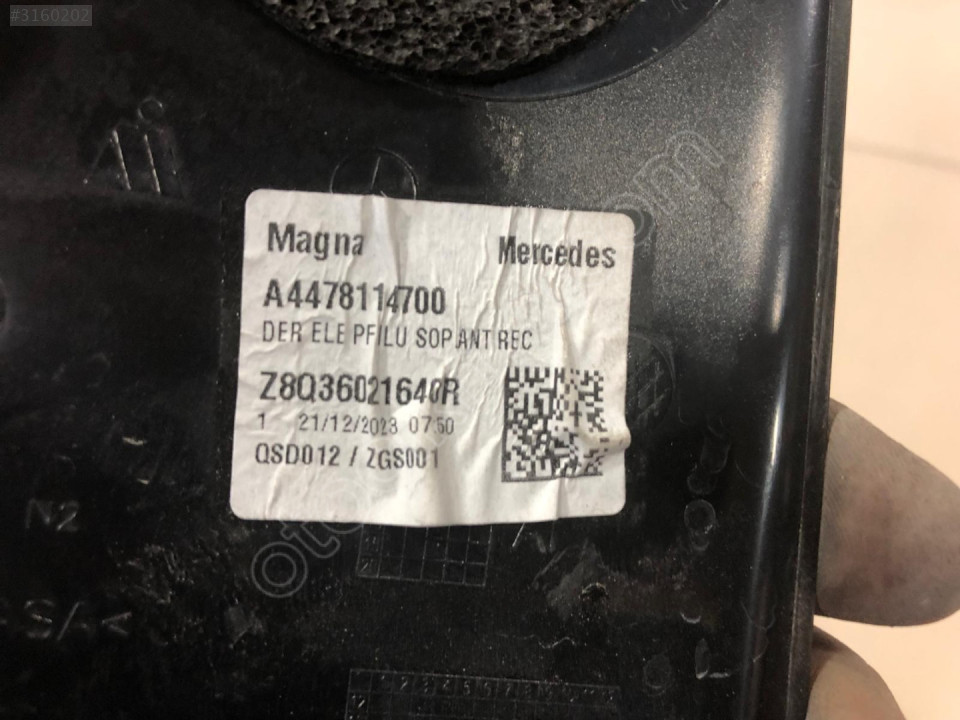 #3160202
Magna Mercedes
A4478114700
DER ELE PFILU SOP ANT REC
Z8Q36021640R
1 21/12/2023 07:50
QSD012 / ZGS001
N2